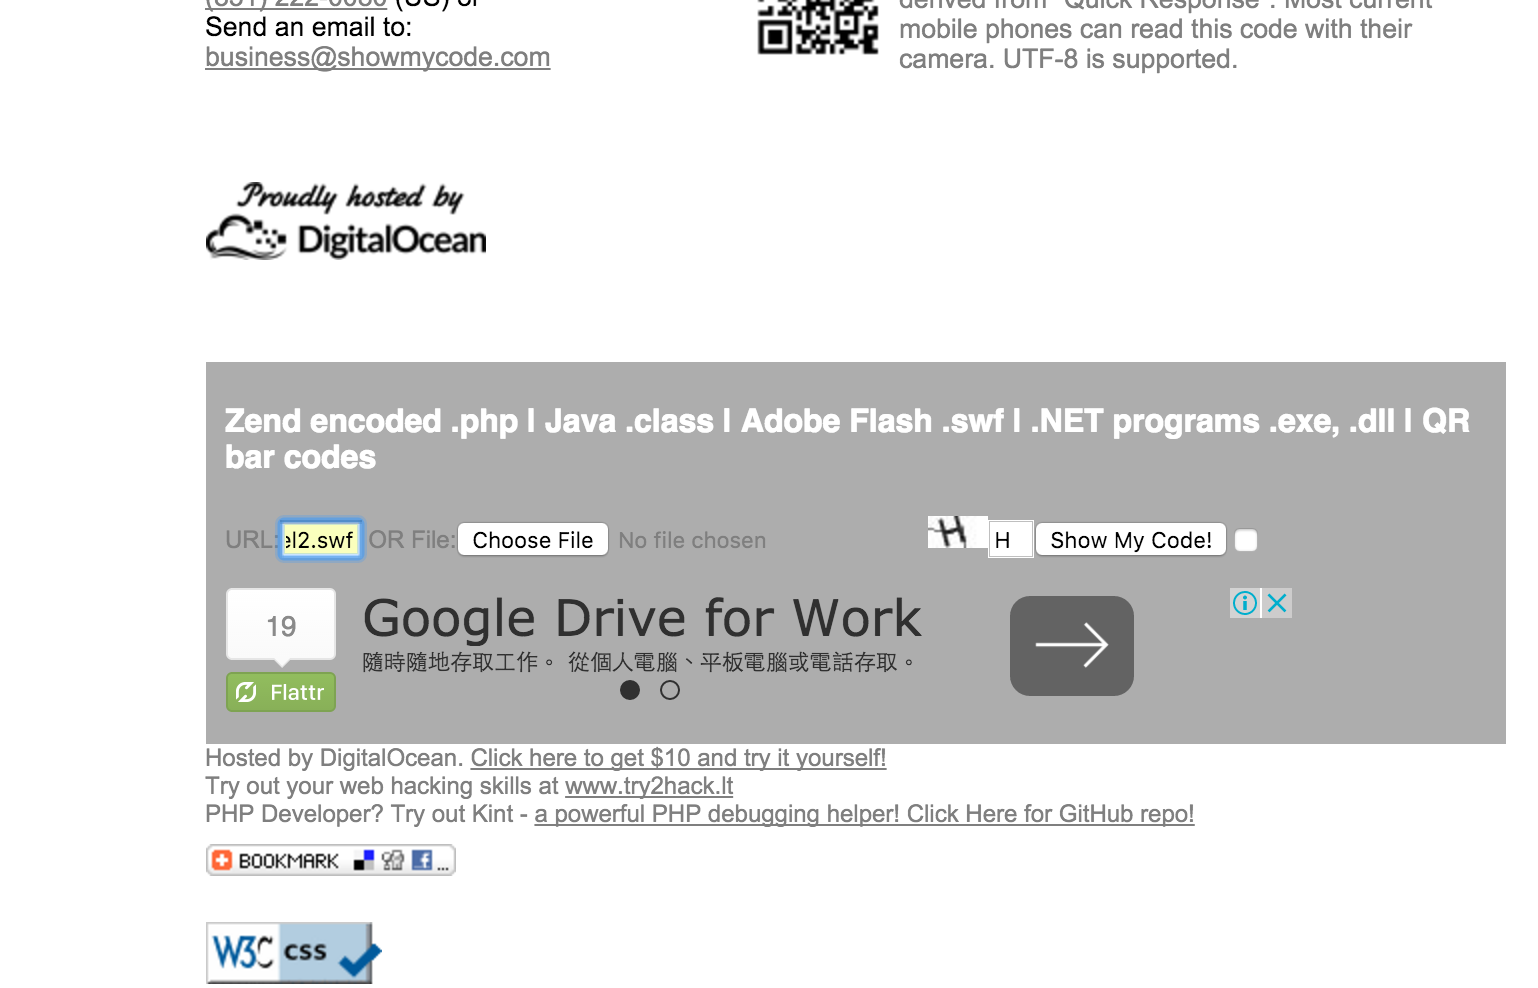 (US) or
Send an email to:
business@showmycode.com
derived from "Quick Response". Most current
mobile phones can read this code with their
camera. UTF-8 is supported.
Proudly hosted by
DigitalOcean
Zend encoded .php | Java .class | Adobe Flash .swf | .NET programs .exe, .dll | QR
bar codes
URL: el2.swf OR File: Choose File No file chosen H H Show My Code!
19
Flattr
Google Drive for Work
隨時隨地存取工作。 從個人電腦、平板電腦或電話存取。
Hosted by DigitalOcean. Click here to get $10 and try it yourself!
Try out your web hacking skills at www.try2hack.lt
PHP Developer? Try out Kint - a powerful PHP debugging helper! Click Here for GitHub repo!
BOOKMARK ...
W3C css